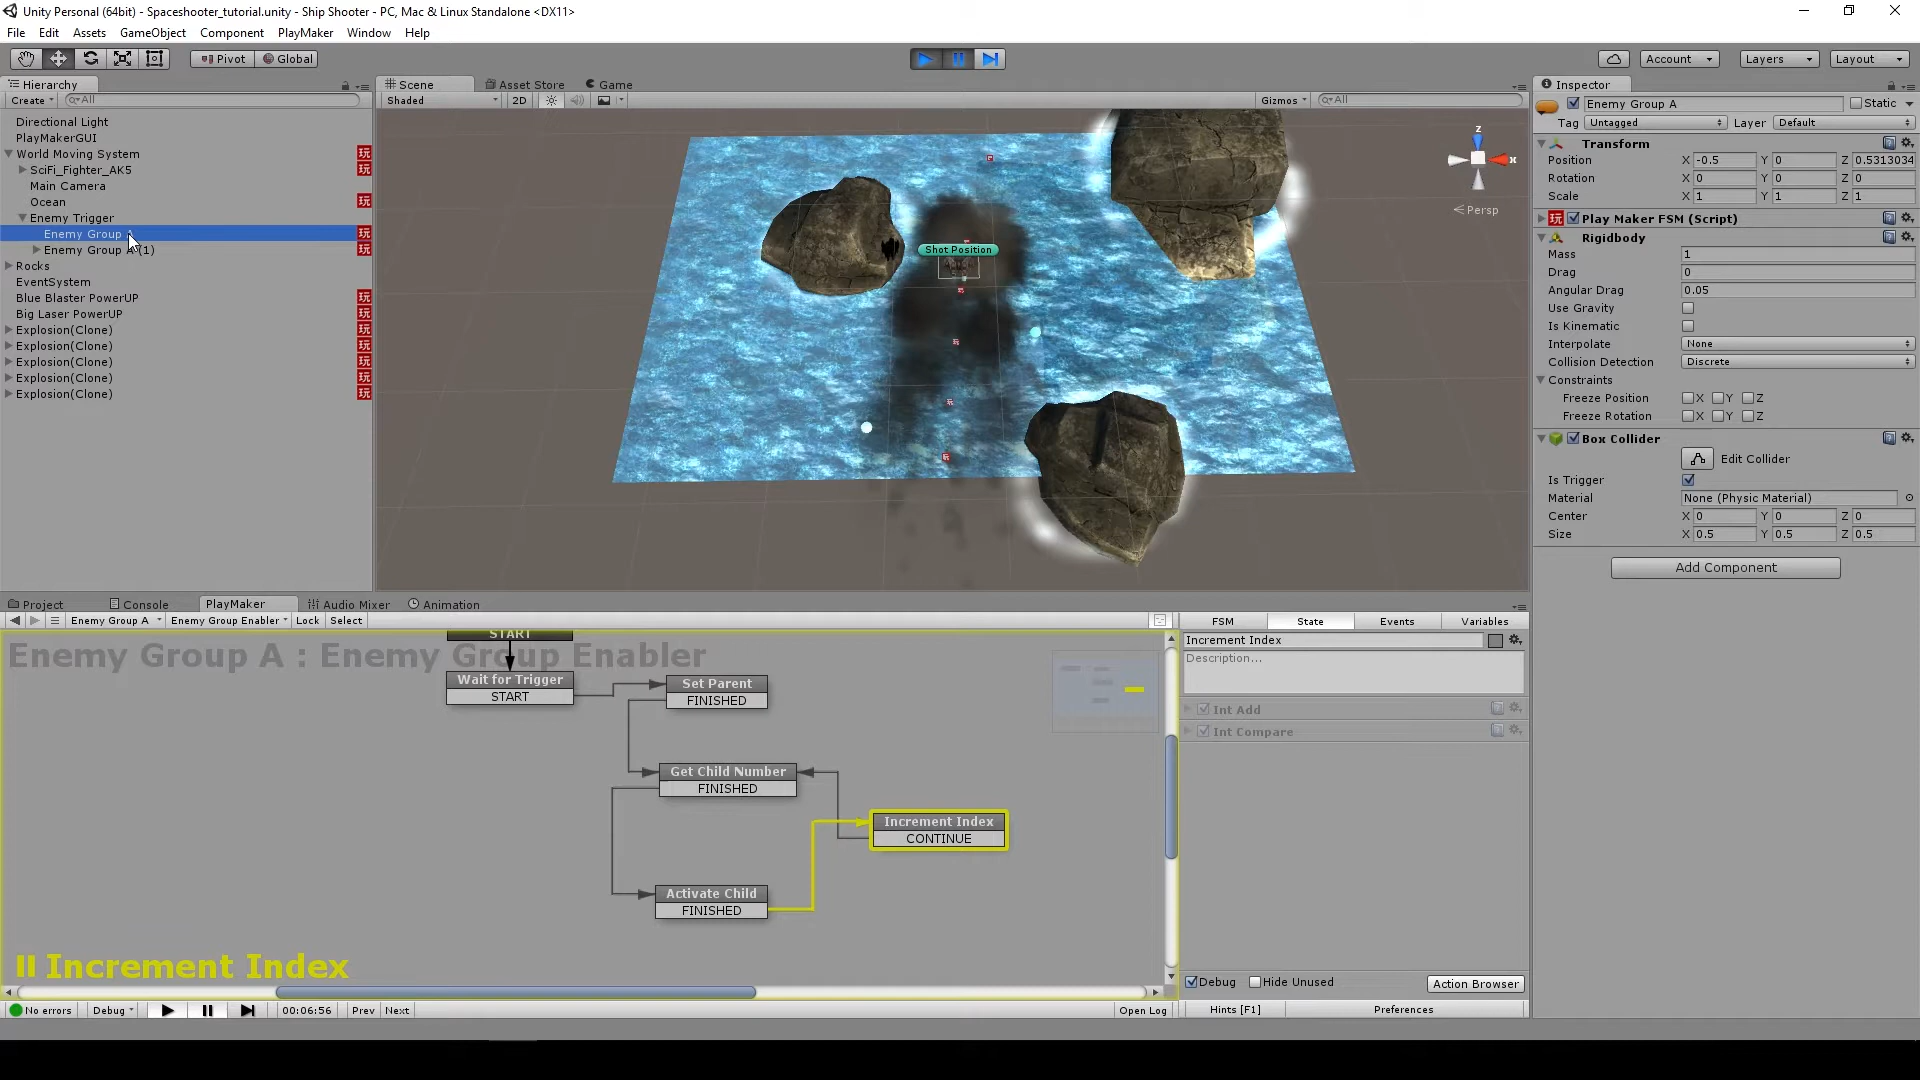 Unity Personal (64bit) - Spaceshooter_tutorial.unity - Ship Shooter - PC, Mac & Linux Standalone <DX11>
File Edit Assets GameObject Component PlayMaker Window Help
Pivot Global Account Layers Layout
Hierarchy
Create All
Directional Light
PlayMakerGUI
World Moving System
SciFi_Fighter_AK5
Main Camera
Ocean
Enemy Trigger
Enemy Group
Enemy Group A (1)
Rocks
EventSystem
Blue Blaster PowerUP
Big Laser PowerUP
Explosion(Clone)
Explosion(Clone)
Explosion(Clone)
Explosion(Clone)
Explosion(Clone)
Scene Asset Store Game
Shaded 2D Gizmos All
z
x
Persp
Shot Position
Inspector
Enemy Group A Static
Tag Untagged Layer Default
Transform
Position X -0.5 Y 0 Z 0.5313034
Rotation X 0 Y 0 Z 0
Scale X 1 Y 1 Z 1
玩 Play Maker FSM (Script)
Rigidbody
Mass 1
Drag 0
Angular Drag 0.05
Use Gravity
Is Kinematic
Interpolate None
Collision Detection Discrete
Constraints
Freeze Position X Y Z
Freeze Rotation X Y Z
Box Collider
Edit Collider
Is Trigger
Material None (Physic Material)
Center X 0 Y 0 Z 0
Size X 0.5 Y 0.5 Z 0.5
Add Component
Project Console PlayMaker Audio Mixer Animation
Enemy Group A Enemy Group Enabler Lock Select
Enemy Group A : Enemy Group Enabler
START
Wait for Trigger
START
Set Parent
FINISHED
Get Child Number
FINISHED
Increment Index
CONTINUE
Activate Child
FINISHED
Increment Index
No errors Debug 00:06:56 Prev Next Open Log
FSM State Events Variables
Increment Index
Description...
Int Add
Int Compare
Debug Hide Unused Action Browser
Hints [F1] Preferences